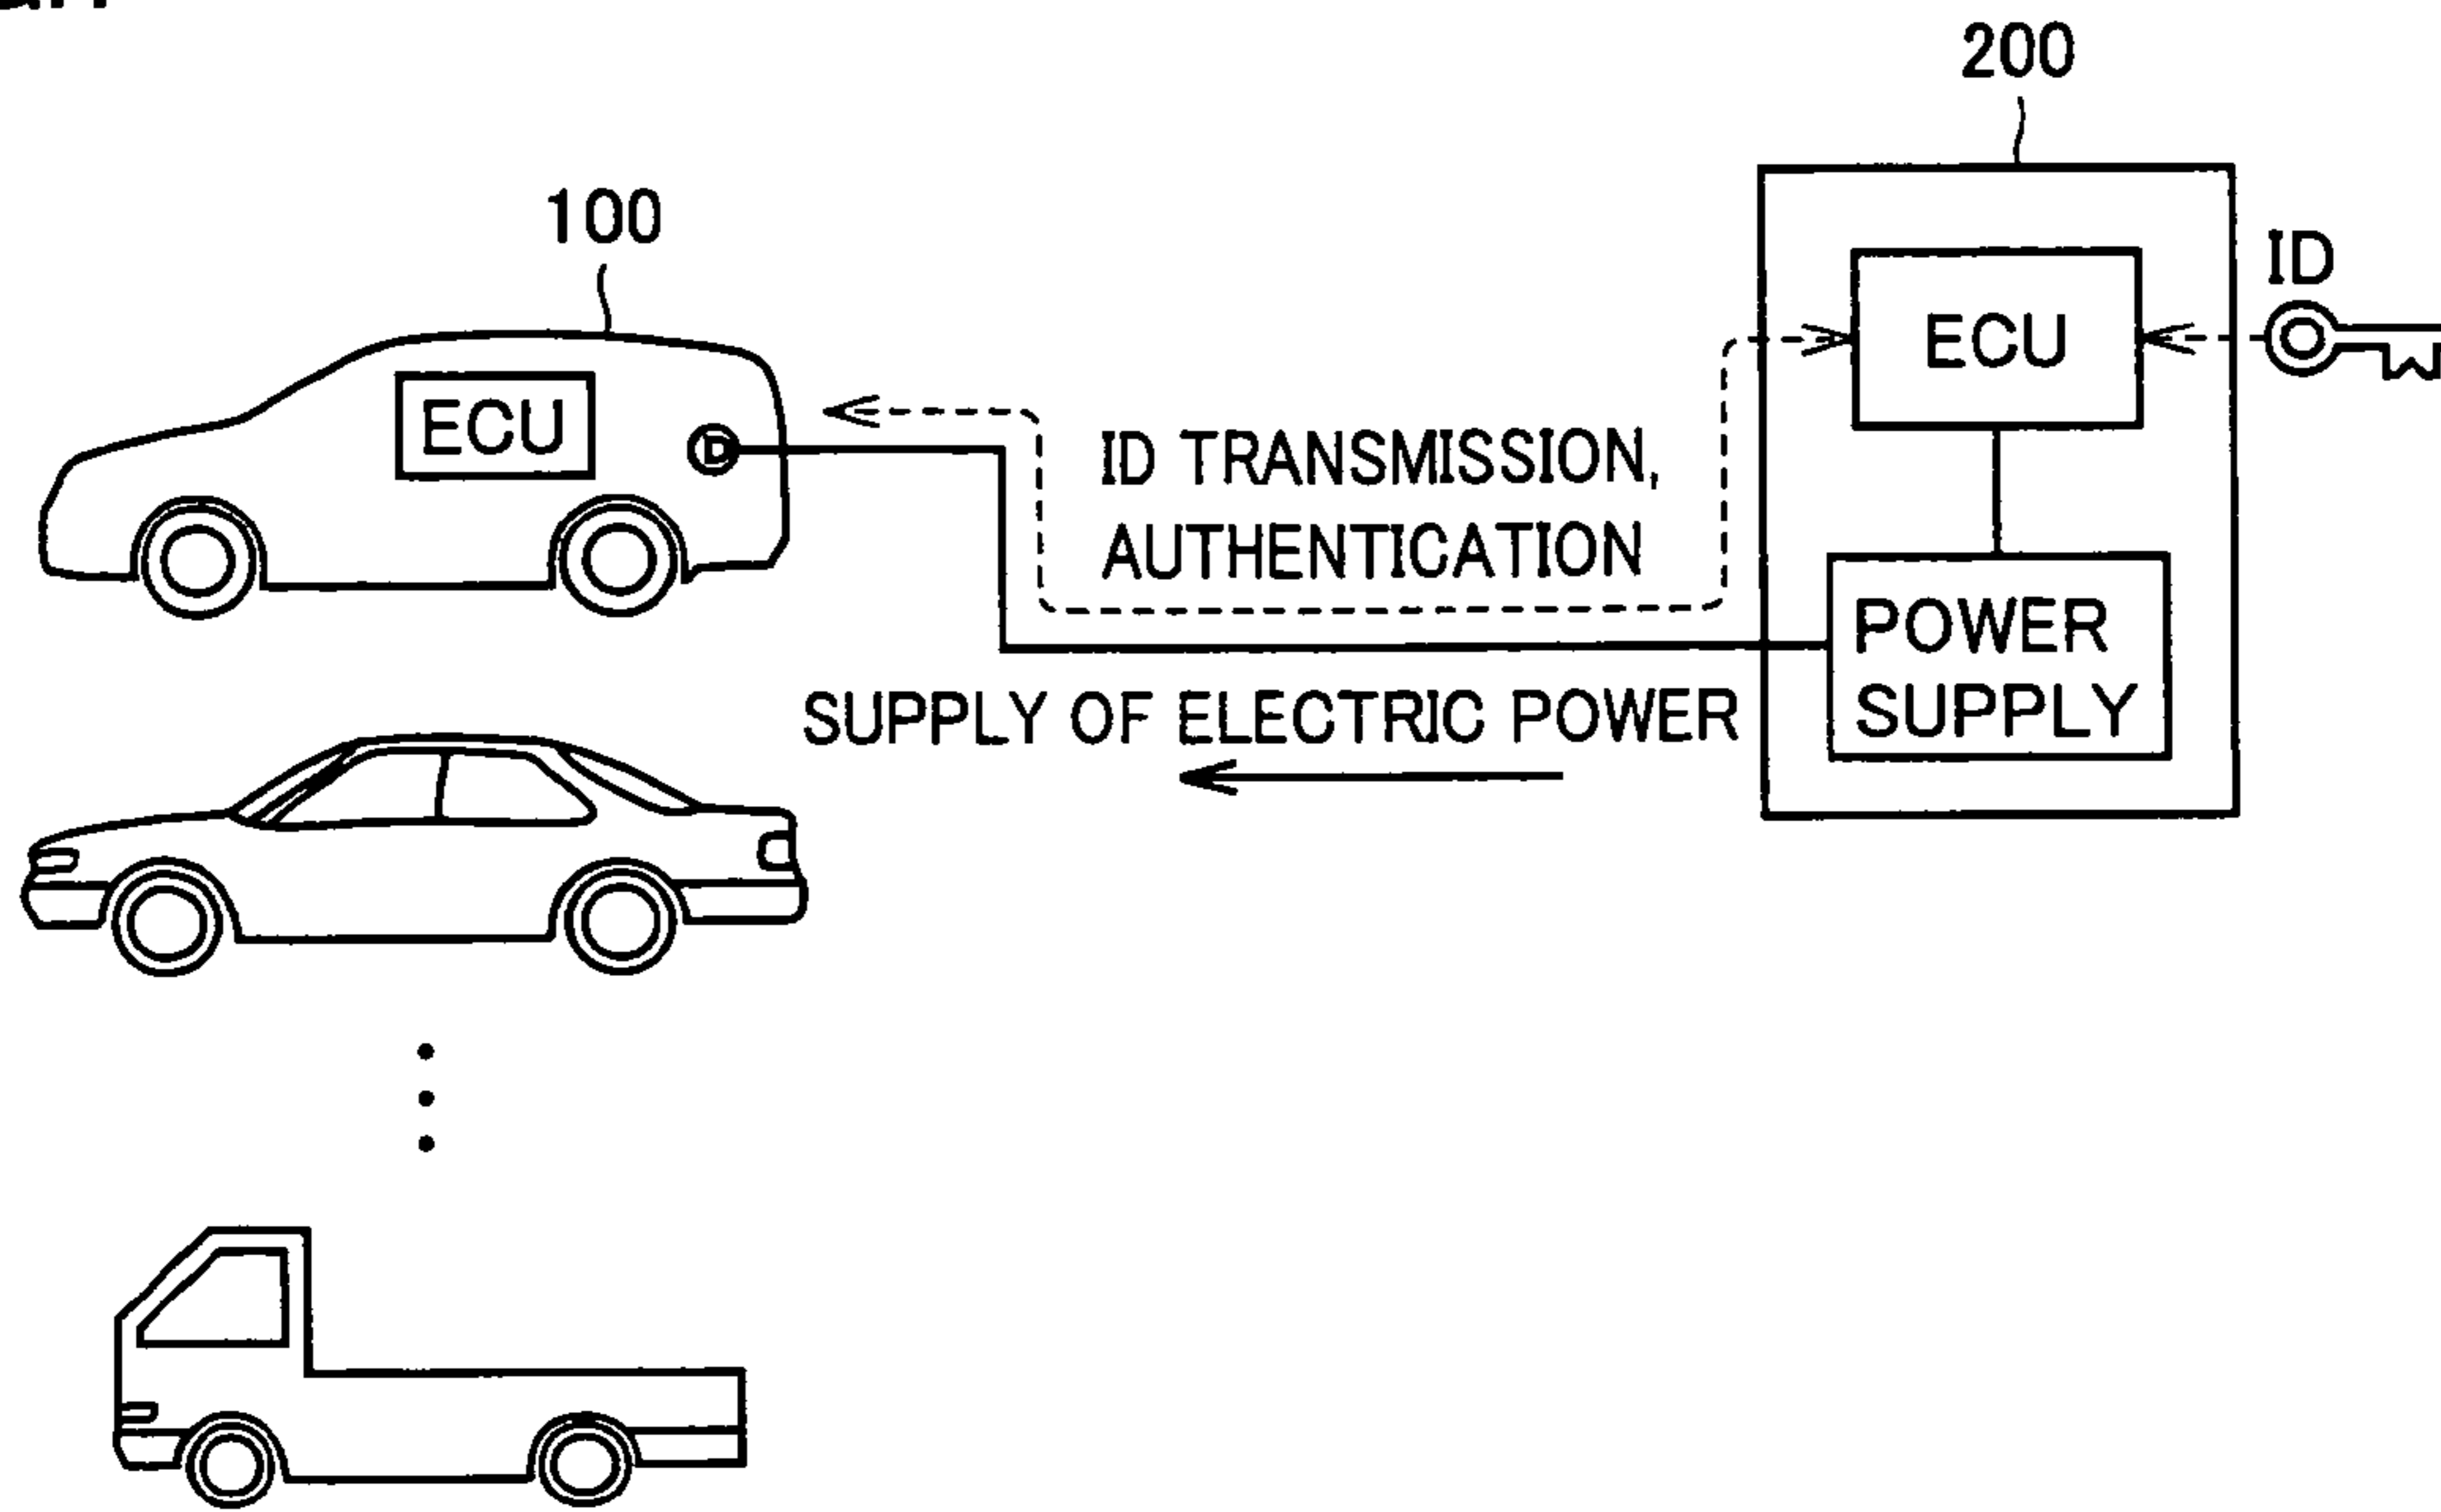 200
100
ID
ECU
ECU
ID TRANSMISSION,
AUTHENTICATION
POWER
SUPPLY
SUPPLY OF ELECTRIC POWER